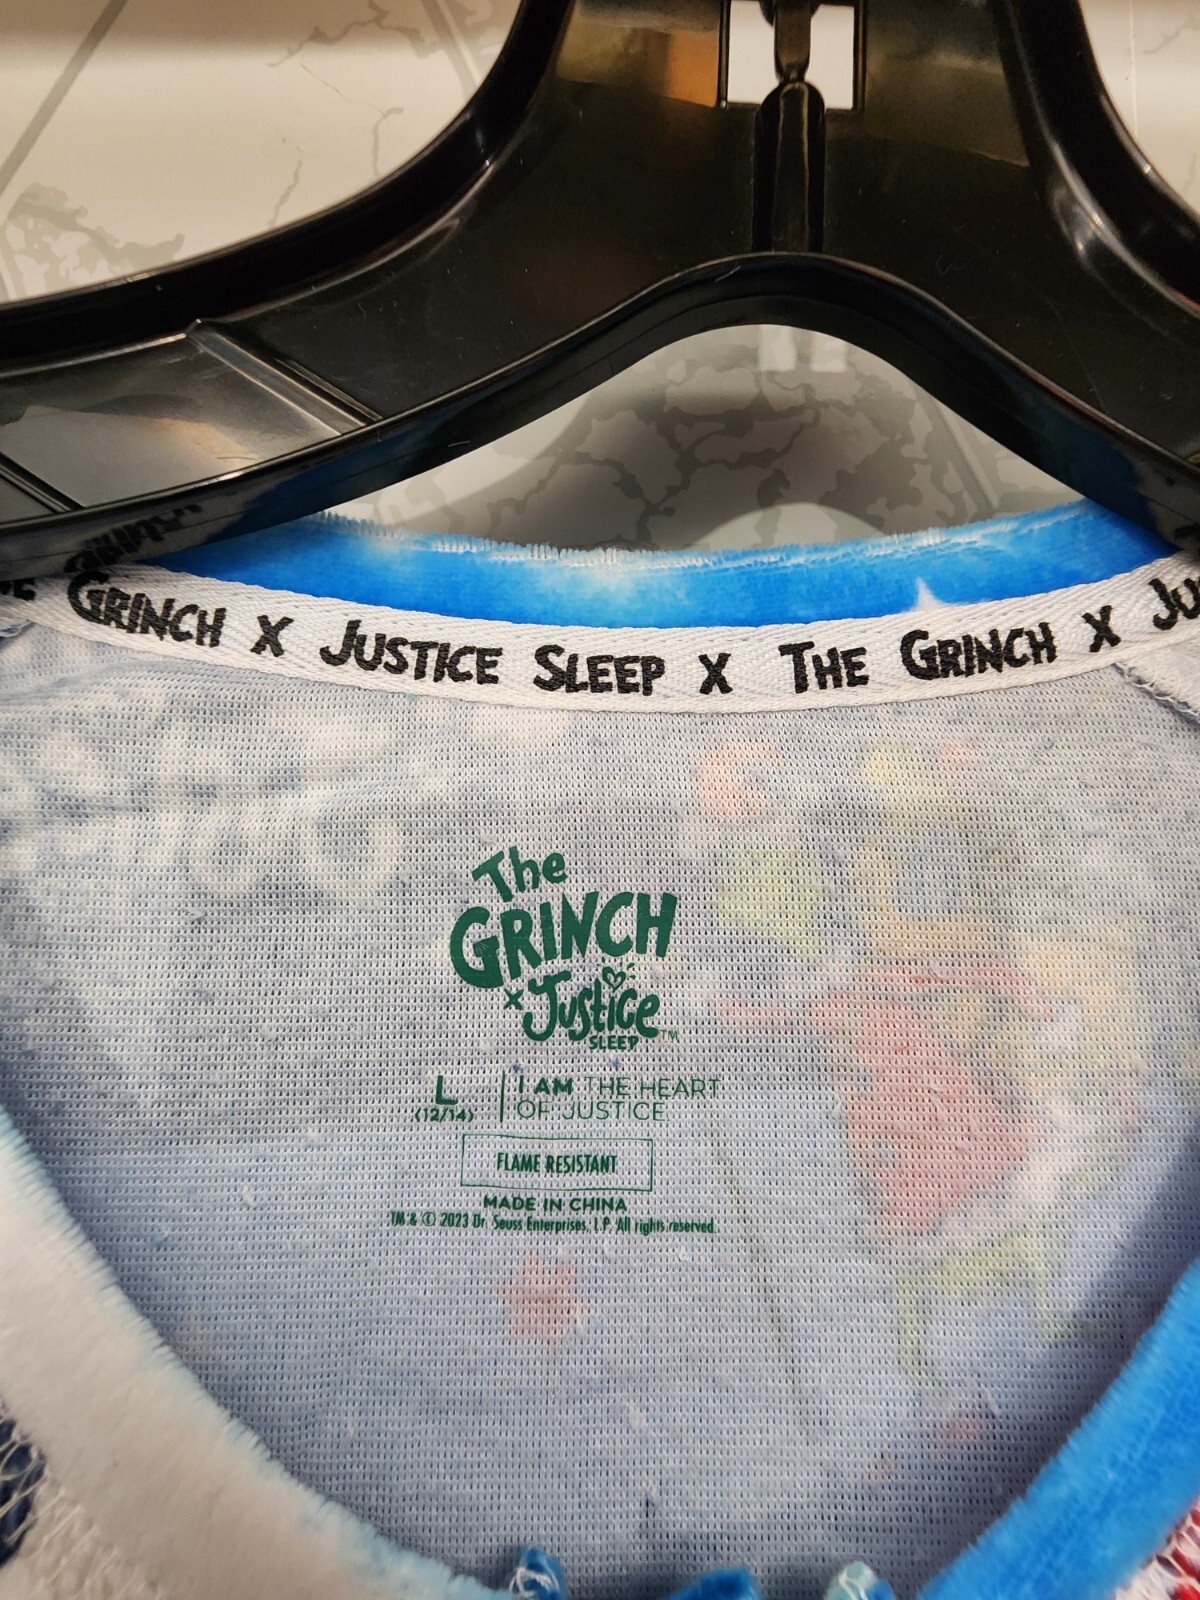 GRINCH X JUSTICE SLEEP X THE GRINCH X JU
The
GRINCH
x Justice
SLEEP™
L
(12/14)
I AM THE HEART
OF JUSTICE
FLAME RESISTANT
MADE IN CHINA
TM & © 2023 Dr. Seuss Enterprises, L.P. All rights reserved.